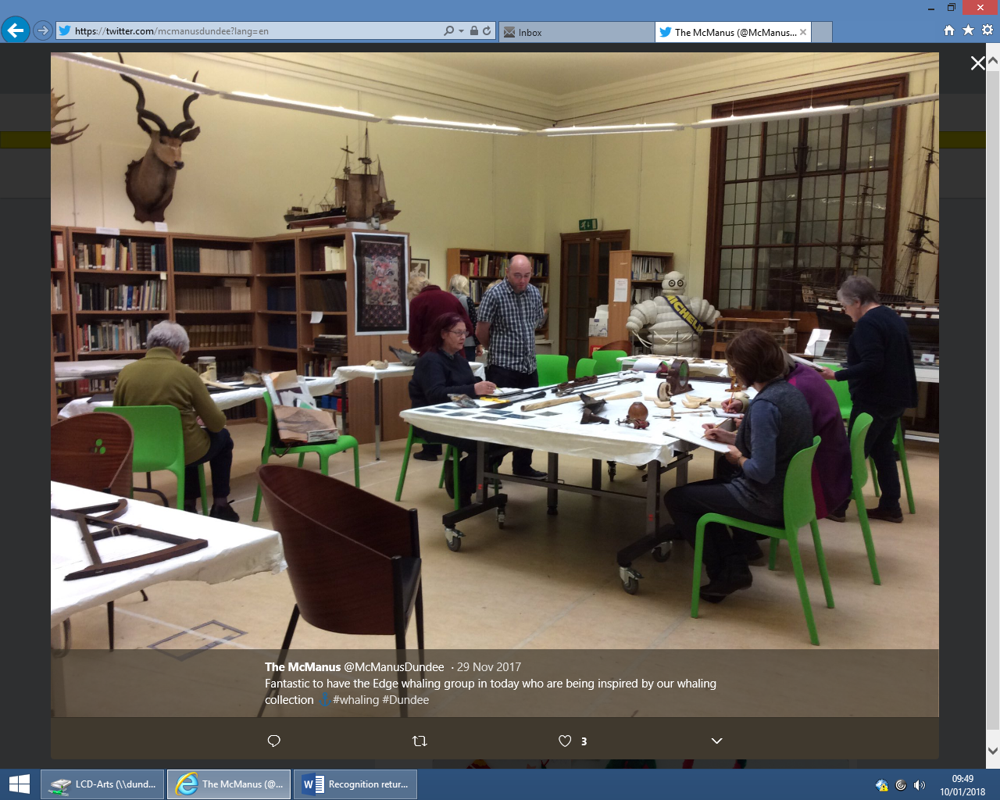 https://twitter.com/mcmanusdundee?lang=en
Inbox
The McManus (@McManus...
MICHELIN
The McManus @McManusDundee · 29 Nov 2017
Fantastic to have the Edge whaling group in today who are being inspired by our whaling
collection ⚓ #whaling #Dundee
3
LCD-Arts (\\dund...
The McManus (@...
Recognition retur...
09:49
10/01/2018